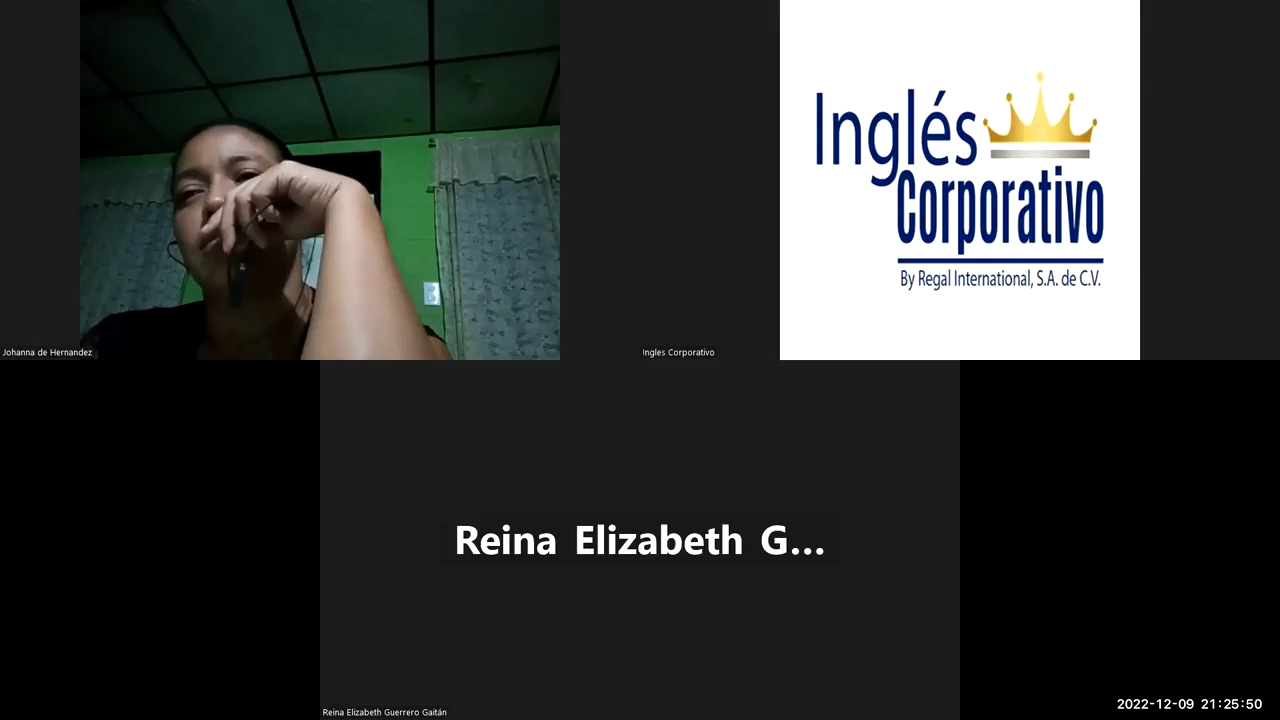 Inglés
Corporativo
By Regal International, S.A. de C.V.
Johanna de Hernandez
Ingles Corporativo
Reina Elizabeth G...
Reina Elizabeth Guerrero Gaitán
2022-12-09 21:25:50